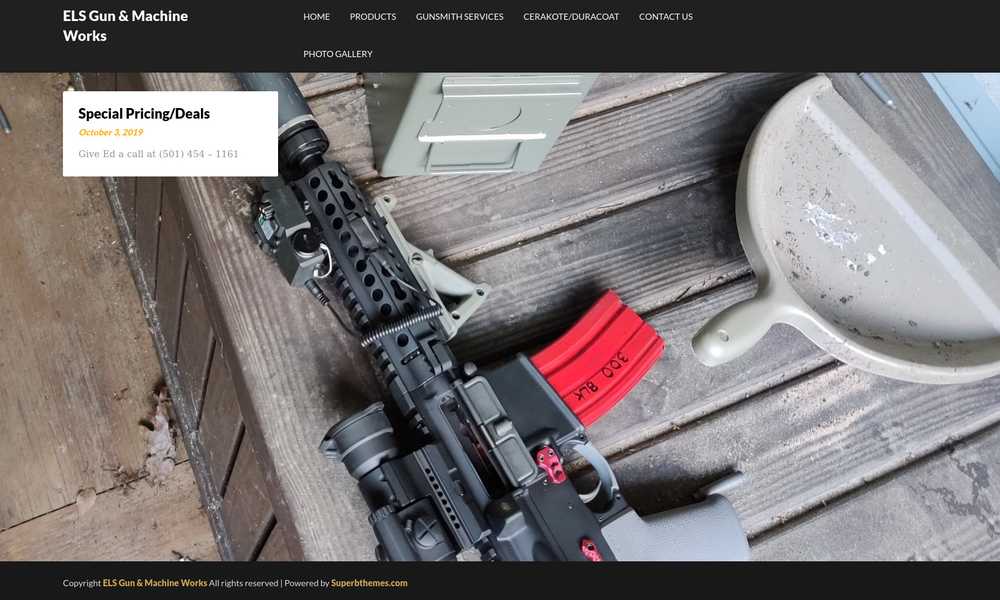 ELS Gun & Machine
Works
HOME PRODUCTS GUNSMITH SERVICES CERAKOTE/DURACOAT CONTACT US
PHOTO GALLERY
Special Pricing/Deals
October 3, 2019
Give Ed a call at (501) 454 – 1161
300 BLK
Copyright ELS Gun & Machine Works All rights reserved | Powered by Superbthemes.com